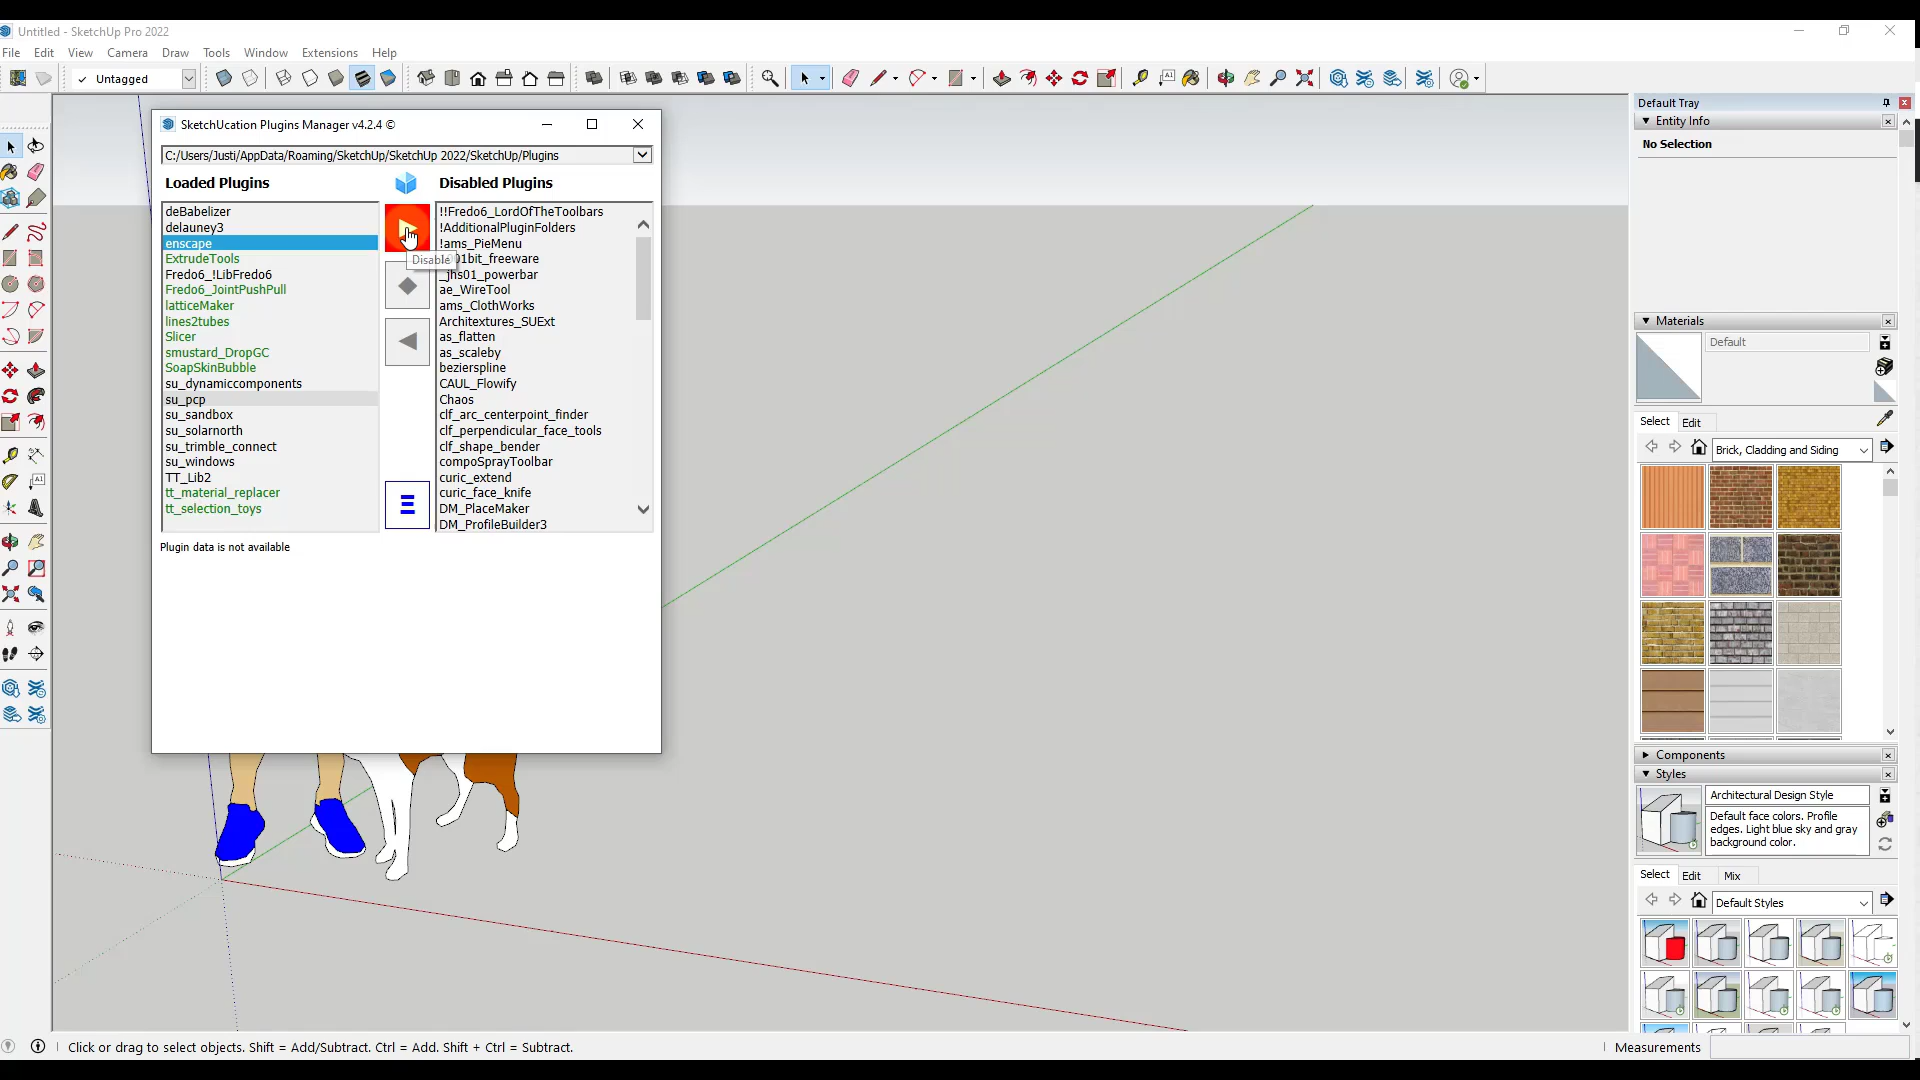 Untitled - SketchUp Pro 2022
File Edit View Camera Draw Tools Window Extensions Help
✓ Untagged
SketchUcation Plugins Manager v4.2.4 ©
C:/Users/Justi/AppData/Roaming/SketchUp/SketchUp 2022/SketchUp/Plugins
Loaded Plugins
deBabelizer
delauney3
enscape
ExtrudeTools
Fredo6_!LibFredo6
Fredo6_JointPushPull
latticeMaker
lines2tubes
Slicer
smustard_DropGC
SoapSkinBubble
su_dynamiccomponents
su_pcp
su_sandbox
su_solarnorth
su_trimble_connect
su_windows
TT_Lib2
tt_material_replacer
tt_selection_toys
Disable
Disabled Plugins
!!Fredo6_LordOfTheToolbars
!AdditionalPluginFolders
!ams_PieMenu
01bit_freeware
_jhs01_powerbar
ae_WireTool
ams_ClothWorks
Architextures_SUExt
as_flatten
as_scaleby
bezierspline
CAUL_Flowify
Chaos
clf_arc_centerpoint_finder
clf_perpendicular_face_tools
clf_shape_bender
compoSprayToolbar
curic_extend
curic_face_knife
DM_PlaceMaker
DM_ProfileBuilder3
Plugin data is not available
Default Tray
Entity Info
No Selection
Materials
Default
Select Edit
Brick, Cladding and Siding
Components
Styles
Architectural Design Style
Default face colors. Profile
edges. Light blue sky and gray
background color.
Select Edit Mix
Default Styles
Click or drag to select objects. Shift = Add/Subtract. Ctrl = Add. Shift + Ctrl = Subtract.
Measurements